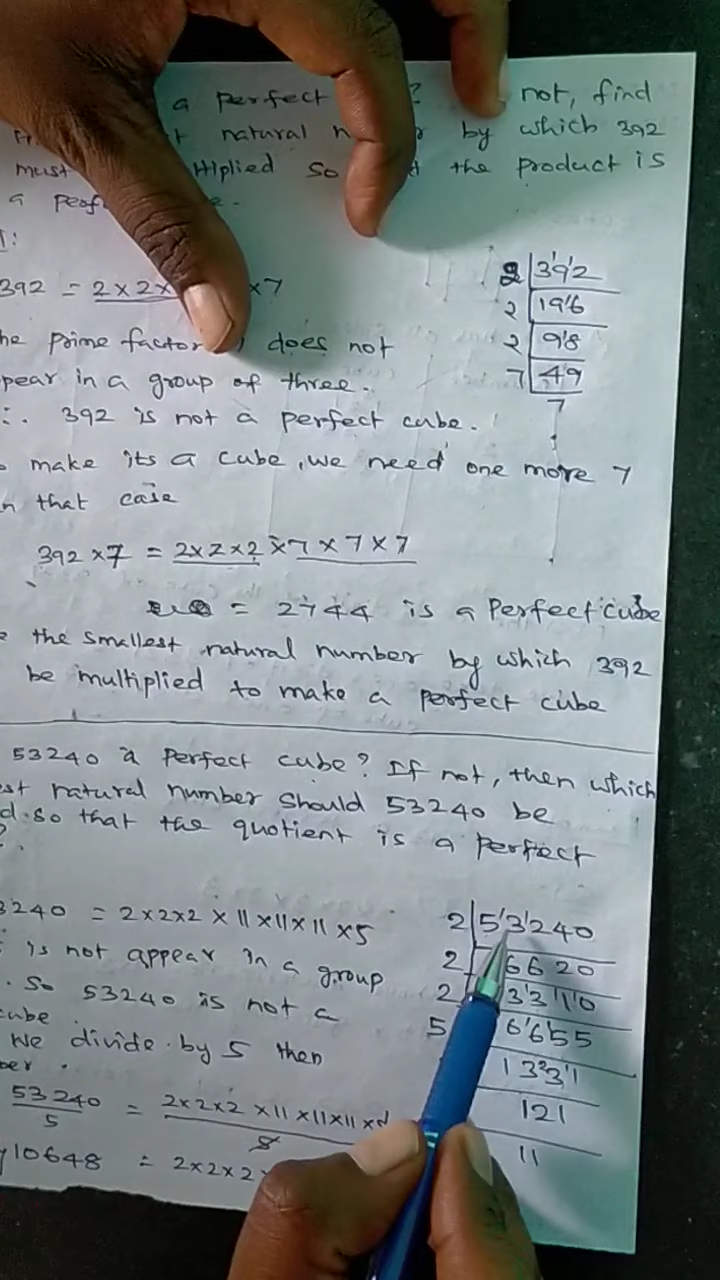 a perfect ? not, find
natural by which 392
must so the product is
a
392 = 2×2× ×7
prime factor does not
in a group of three.
∴ 392 is not a perfect cube.
make its a cube, we need one more 7
that case
392 × 7 = 2×2×2 × 7 × 7 × 7
= 2744 is a Perfect cube
the smallest natural number by which 392
be multiplied to make a perfect cube
2 | 392
2 | 196
2 | 98
7 | 49
7
53240 a perfect cube? If not, then which
natural number should 53240 be
so that the quotient is a perfect
3240 = 2×2×2 × 11 × 11 × 11 × 5
is not appear in a group
. So 53240 is not a
cube
We divide by 5 then
53240/5 = 2×2×2 × 11 × 11 × 11 ×
10648 = 2×2×2
2 | 53240
2 | 6620
2 | 33110
5 | 6655
1331
121
11